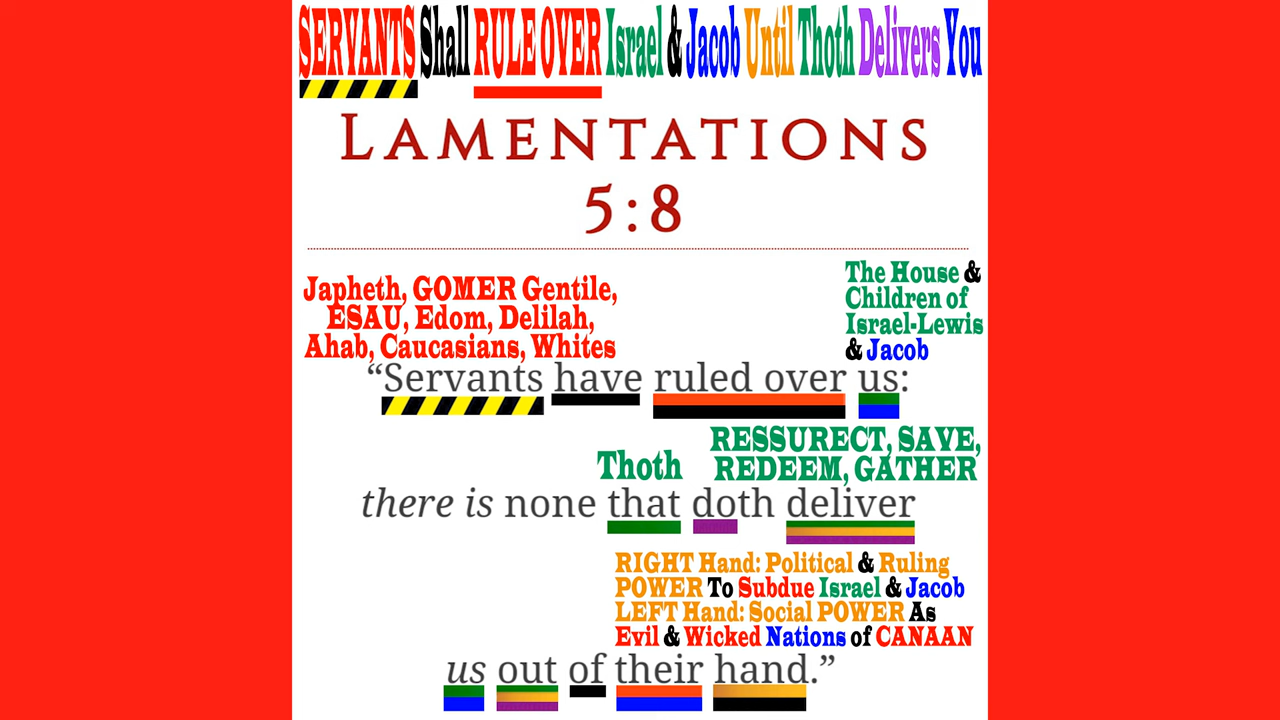 SERVANTS Shall RULE OVER Israel & Jacob Until Thoth Delivers You
LAMENTATIONS
5:8
Japheth, GOMER Gentile,
ESAU, Edom, Delilah,
Ahab, Caucasians, Whites
The House &
Children of
Israel-Lewis
& Jacob
“Servants have ruled over us:
Thoth
RESSURECT, SAVE,
REDEEM, GATHER
there is none that doth deliver
RIGHT Hand: Political & Ruling
POWER To Subdue Israel & Jacob
LEFT Hand: Social POWER As
Evil & Wicked Nations of CANAAN
us out of their hand.”